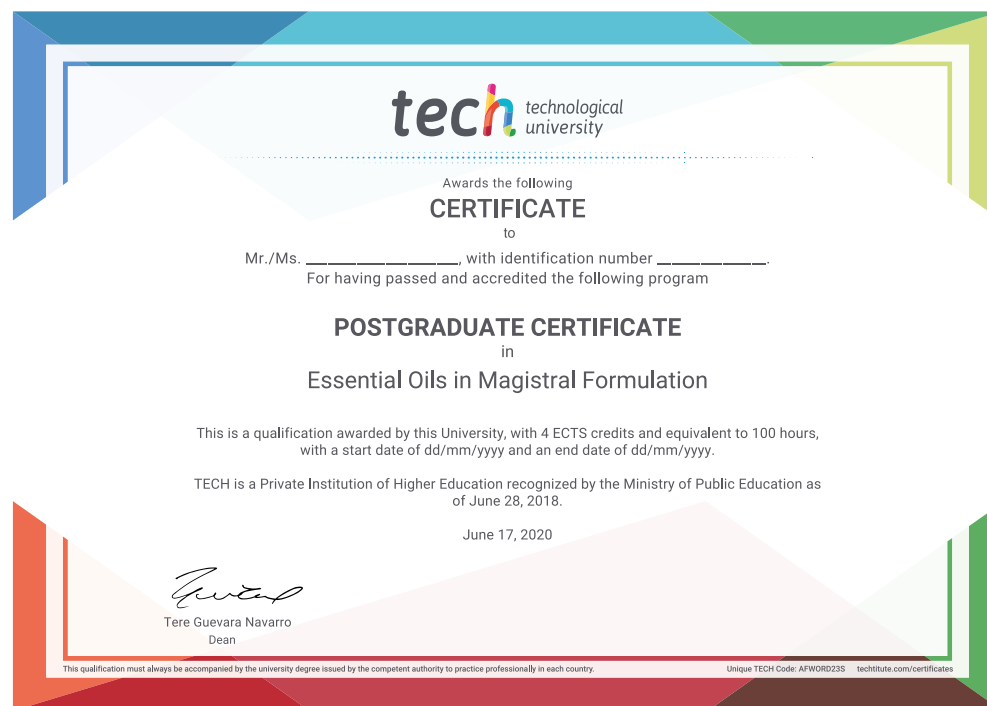 tech technological
university
Awards the following
CERTIFICATE
to
Mr./Ms. ____________________, with identification number ______________.
For having passed and accredited the following program
POSTGRADUATE CERTIFICATE
in
Essential Oils in Magistral Formulation
This is a qualification awarded by this University, with 4 ECTS credits and equivalent to 100 hours,
with a start date of dd/mm/yyyy and an end date of dd/mm/yyyy.
TECH is a Private Institution of Higher Education recognized by the Ministry of Public Education as
of June 28, 2018.
June 17, 2020
Tere Guevara Navarro
Dean
This qualification must always be accompanied by the university degree issued by the competent authority to practice professionally in each country.
Unique TECH Code: AFWORD23S techtitute.com/certificates